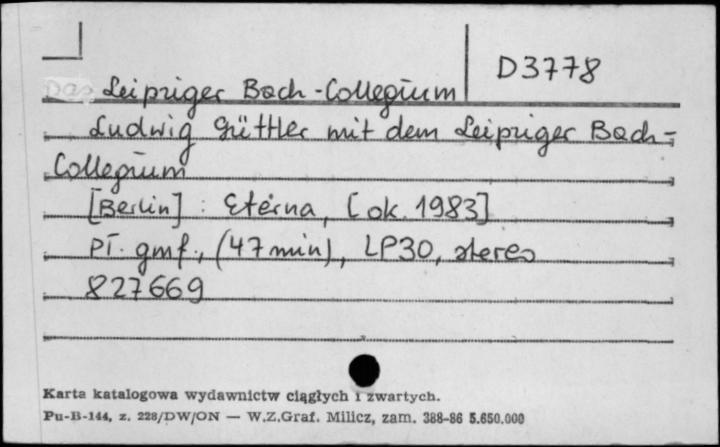 D3778
Das Leipziger Bach-Collegium
Ludwig Güttler mit dem Leipziger Bach-
Collegium
[Berlin] : Eterna, [ok. 1983]
Pł. gmf., (47 min), LP30, stereo
827669
Karta katalogowa wydawnictw ciągłych i zwartych.
Pu-B-144, z. 228/DW/ON — W.Z.Graf. Milicz, zam. 388-86 5.650.000